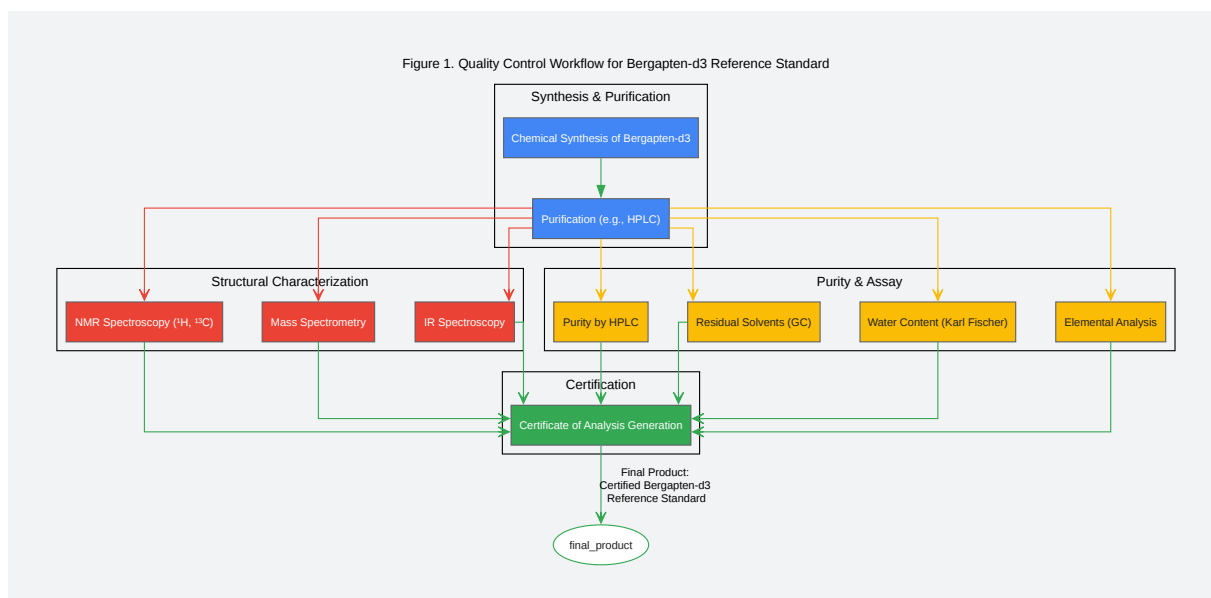 Figure 1. Quality Control Workflow for Bergapten-d3 Reference Standard
Synthesis & Purification
Chemical Synthesis of Bergapten-d3
Purification (e.g., HPLC)
Structural Characterization
Purity & Assay
NMR Spectroscopy (¹H, ¹³C)
Mass Spectrometry
IR Spectroscopy
Purity by HPLC
Residual Solvents (GC)
Water Content (Karl Fischer)
Elemental Analysis
Certification
Certificate of Analysis Generation
Final Product:
Certified Bergapten-d3
Reference Standard
final_product